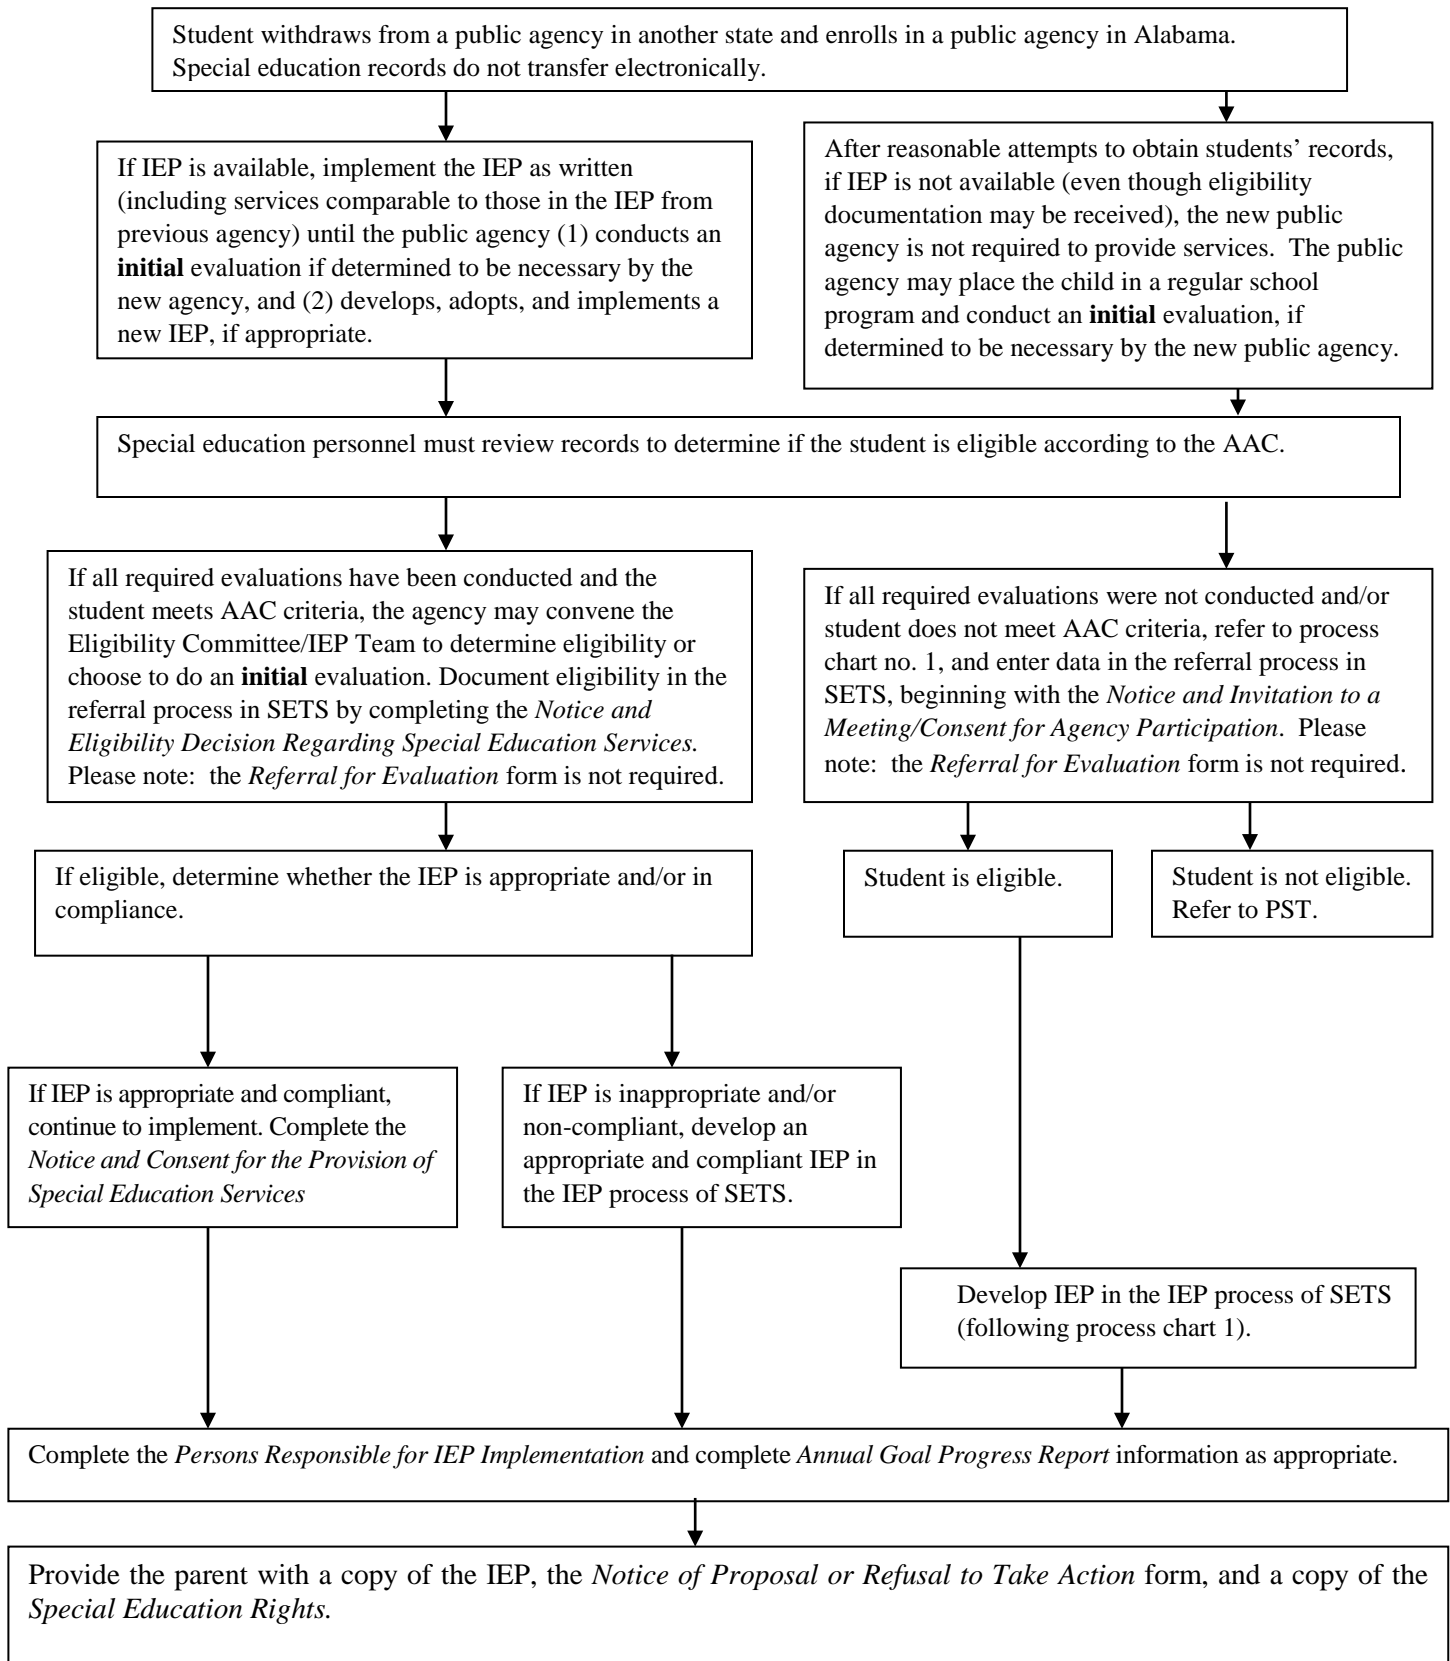 Student withdraws from a public agency in another state and enrolls in a public agency in Alabama.
Special education records do not transfer electronically.
If IEP is available, implement the IEP as written
(including services comparable to those in the IEP from
previous agency) until the public agency (1) conducts an
initial evaluation if determined to be necessary by the
new agency, and (2) develops, adopts, and implements a
new IEP, if appropriate.
After reasonable attempts to obtain students’ records,
if IEP is not available (even though eligibility
documentation may be received), the new public
agency is not required to provide services. The public
agency may place the child in a regular school
program and conduct an initial evaluation, if
determined to be necessary by the new public agency.
Special education personnel must review records to determine if the student is eligible according to the AAC.
If all required evaluations have been conducted and the
student meets AAC criteria, the agency may convene the
Eligibility Committee/IEP Team to determine eligibility or
choose to do an initial evaluation. Document eligibility in the
referral process in SETS by completing the Notice and
Eligibility Decision Regarding Special Education Services.
Please note: the Referral for Evaluation form is not required.
If all required evaluations were not conducted and/or
student does not meet AAC criteria, refer to process
chart no. 1, and enter data in the referral process in
SETS, beginning with the Notice and Invitation to a
Meeting/Consent for Agency Participation. Please
note: the Referral for Evaluation form is not required.
If eligible, determine whether the IEP is appropriate and/or in
compliance.
Student is eligible.
Student is not eligible.
Refer to PST.
If IEP is appropriate and compliant,
continue to implement. Complete the
Notice and Consent for the Provision of
Special Education Services
If IEP is inappropriate and/or
non-compliant, develop an
appropriate and compliant IEP in
the IEP process of SETS.
Develop IEP in the IEP process of SETS
(following process chart 1).
Complete the Persons Responsible for IEP Implementation and complete Annual Goal Progress Report information as appropriate.
Provide the parent with a copy of the IEP, the Notice of Proposal or Refusal to Take Action form, and a copy of the
Special Education Rights.